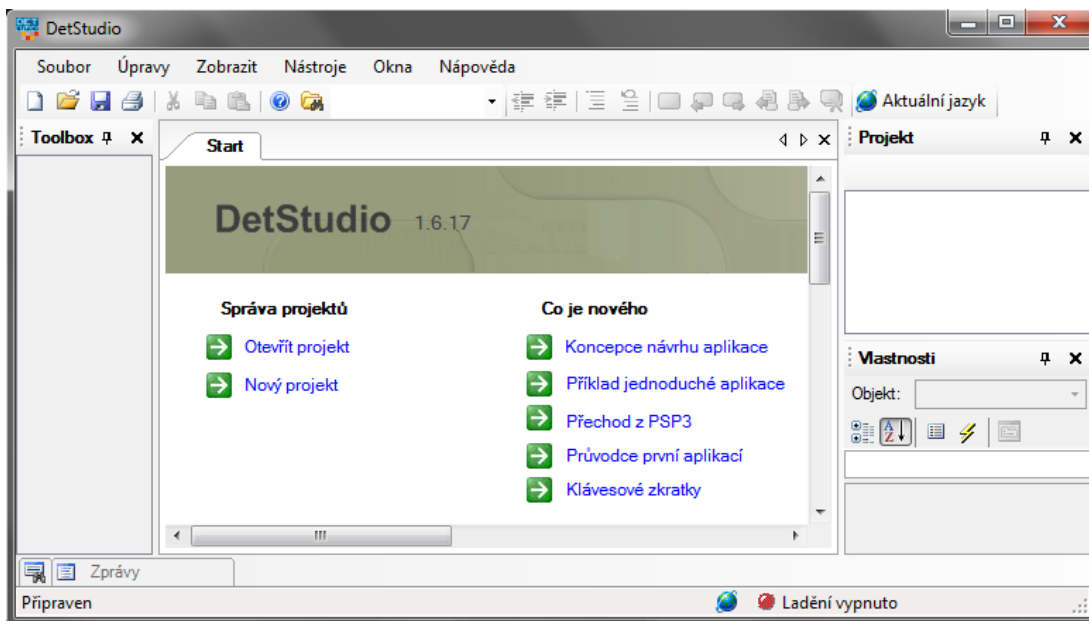 DetStudio
Soubor Úpravy Zobrazit Nástroje Okna Nápověda
Aktuální jazyk
Toolbox
Start
Projekt
DetStudio 1.6.17
Správa projektů
Otevřít projekt
Nový projekt
Co je nového
Koncepce návrhu aplikace
Příklad jednoduché aplikace
Přechod z PSP3
Průvodce první aplikací
Klávesové zkratky
Vlastnosti
Objekt:
Zprávy
Připraven
Ladění vypnuto